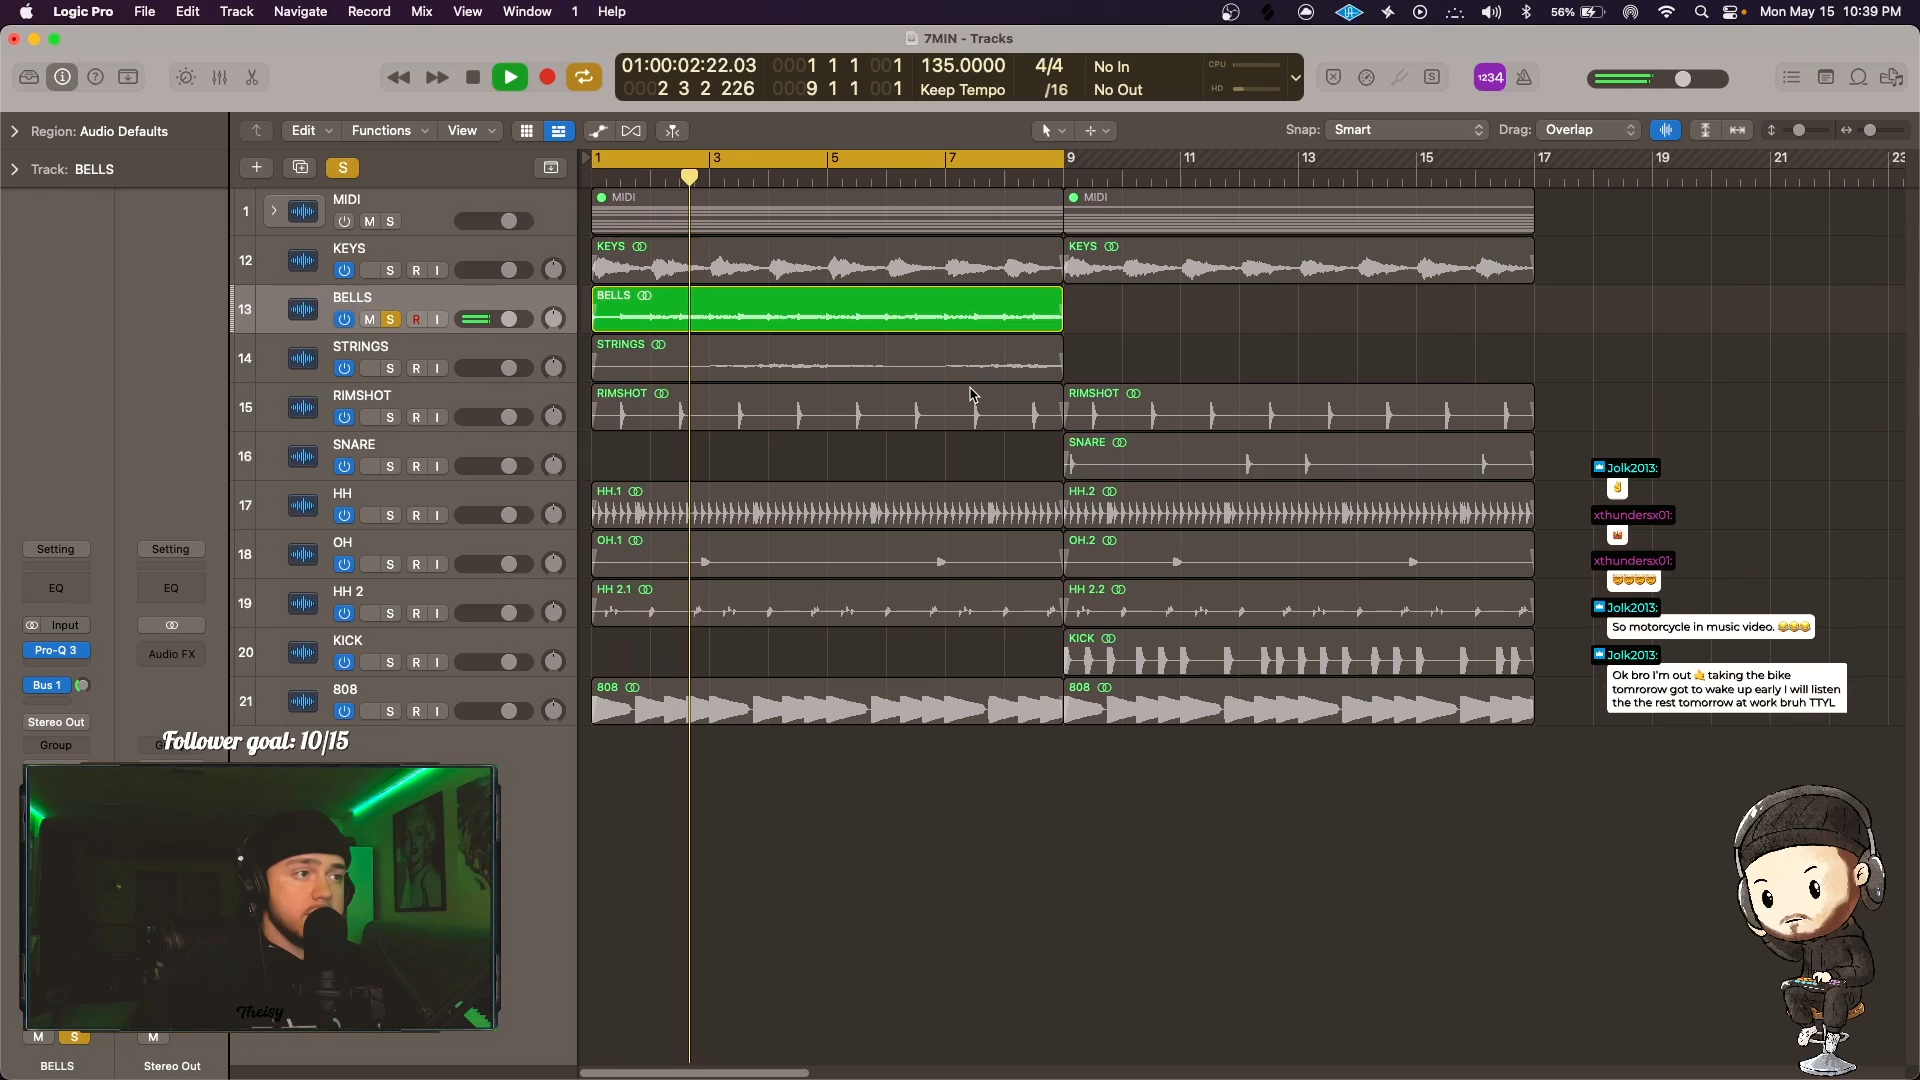 Logic Pro File Edit Track Navigate Record Mix View Window 1 Help
56% Mon May 15 10:39 PM
7MIN - Tracks
01:00:02:22.03 0001 1 1 001 135.0000 4/4 No In CPU
0002 3 2 226 0009 1 1 001 Keep Tempo /16 No Out HD
1234
Region: Audio Defaults
Edit Functions View
Snap: Smart Drag: Overlap
Track: BELLS
S
1 3 5 7 9 11 13 15 17 19 21 23
1 MIDI
M S
MIDI MIDI
12 KEYS
S R I
KEYS KEYS
13 BELLS
M S R I
BELLS
14 STRINGS
S R I
STRINGS
15 RIMSHOT
S R I
RIMSHOT RIMSHOT
16 SNARE
S R I
SNARE
17 HH
S R I
HH.1 HH.2
18 OH
S R I
OH.1 OH.2
19 HH 2
S R I
HH 2.1 HH 2.2
20 KICK
S R I
KICK
21 808
S R I
808 808
Setting Setting
EQ EQ
Input
Pro-Q 3 Audio FX
Bus 1
Stereo Out
Group
Follower goal: 10/15
Theisy
M S M
BELLS Stereo Out
Jolk2013:
✌
xthundersx01:
xthundersx01:
🤯🤯🤯🤯
Jolk2013:
So motorcycle in music video. 😂😂😂
Jolk2013:
Ok bro I'm out 🤙 taking the bike
tomrorow got to wake up early I will listen
the the rest tomorrow at work bruh TTYL